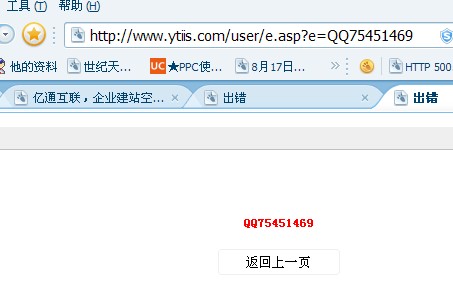 工具(T) 帮助(H)
http://www.ytiis.com/user/e.asp?e=QQ75451469
他的资料 世纪天... UC ★PPC使... 8月17日... » HTTP 500
亿通互联，企业建站空... × 出错 × 出错
QQ75451469
返回上一页